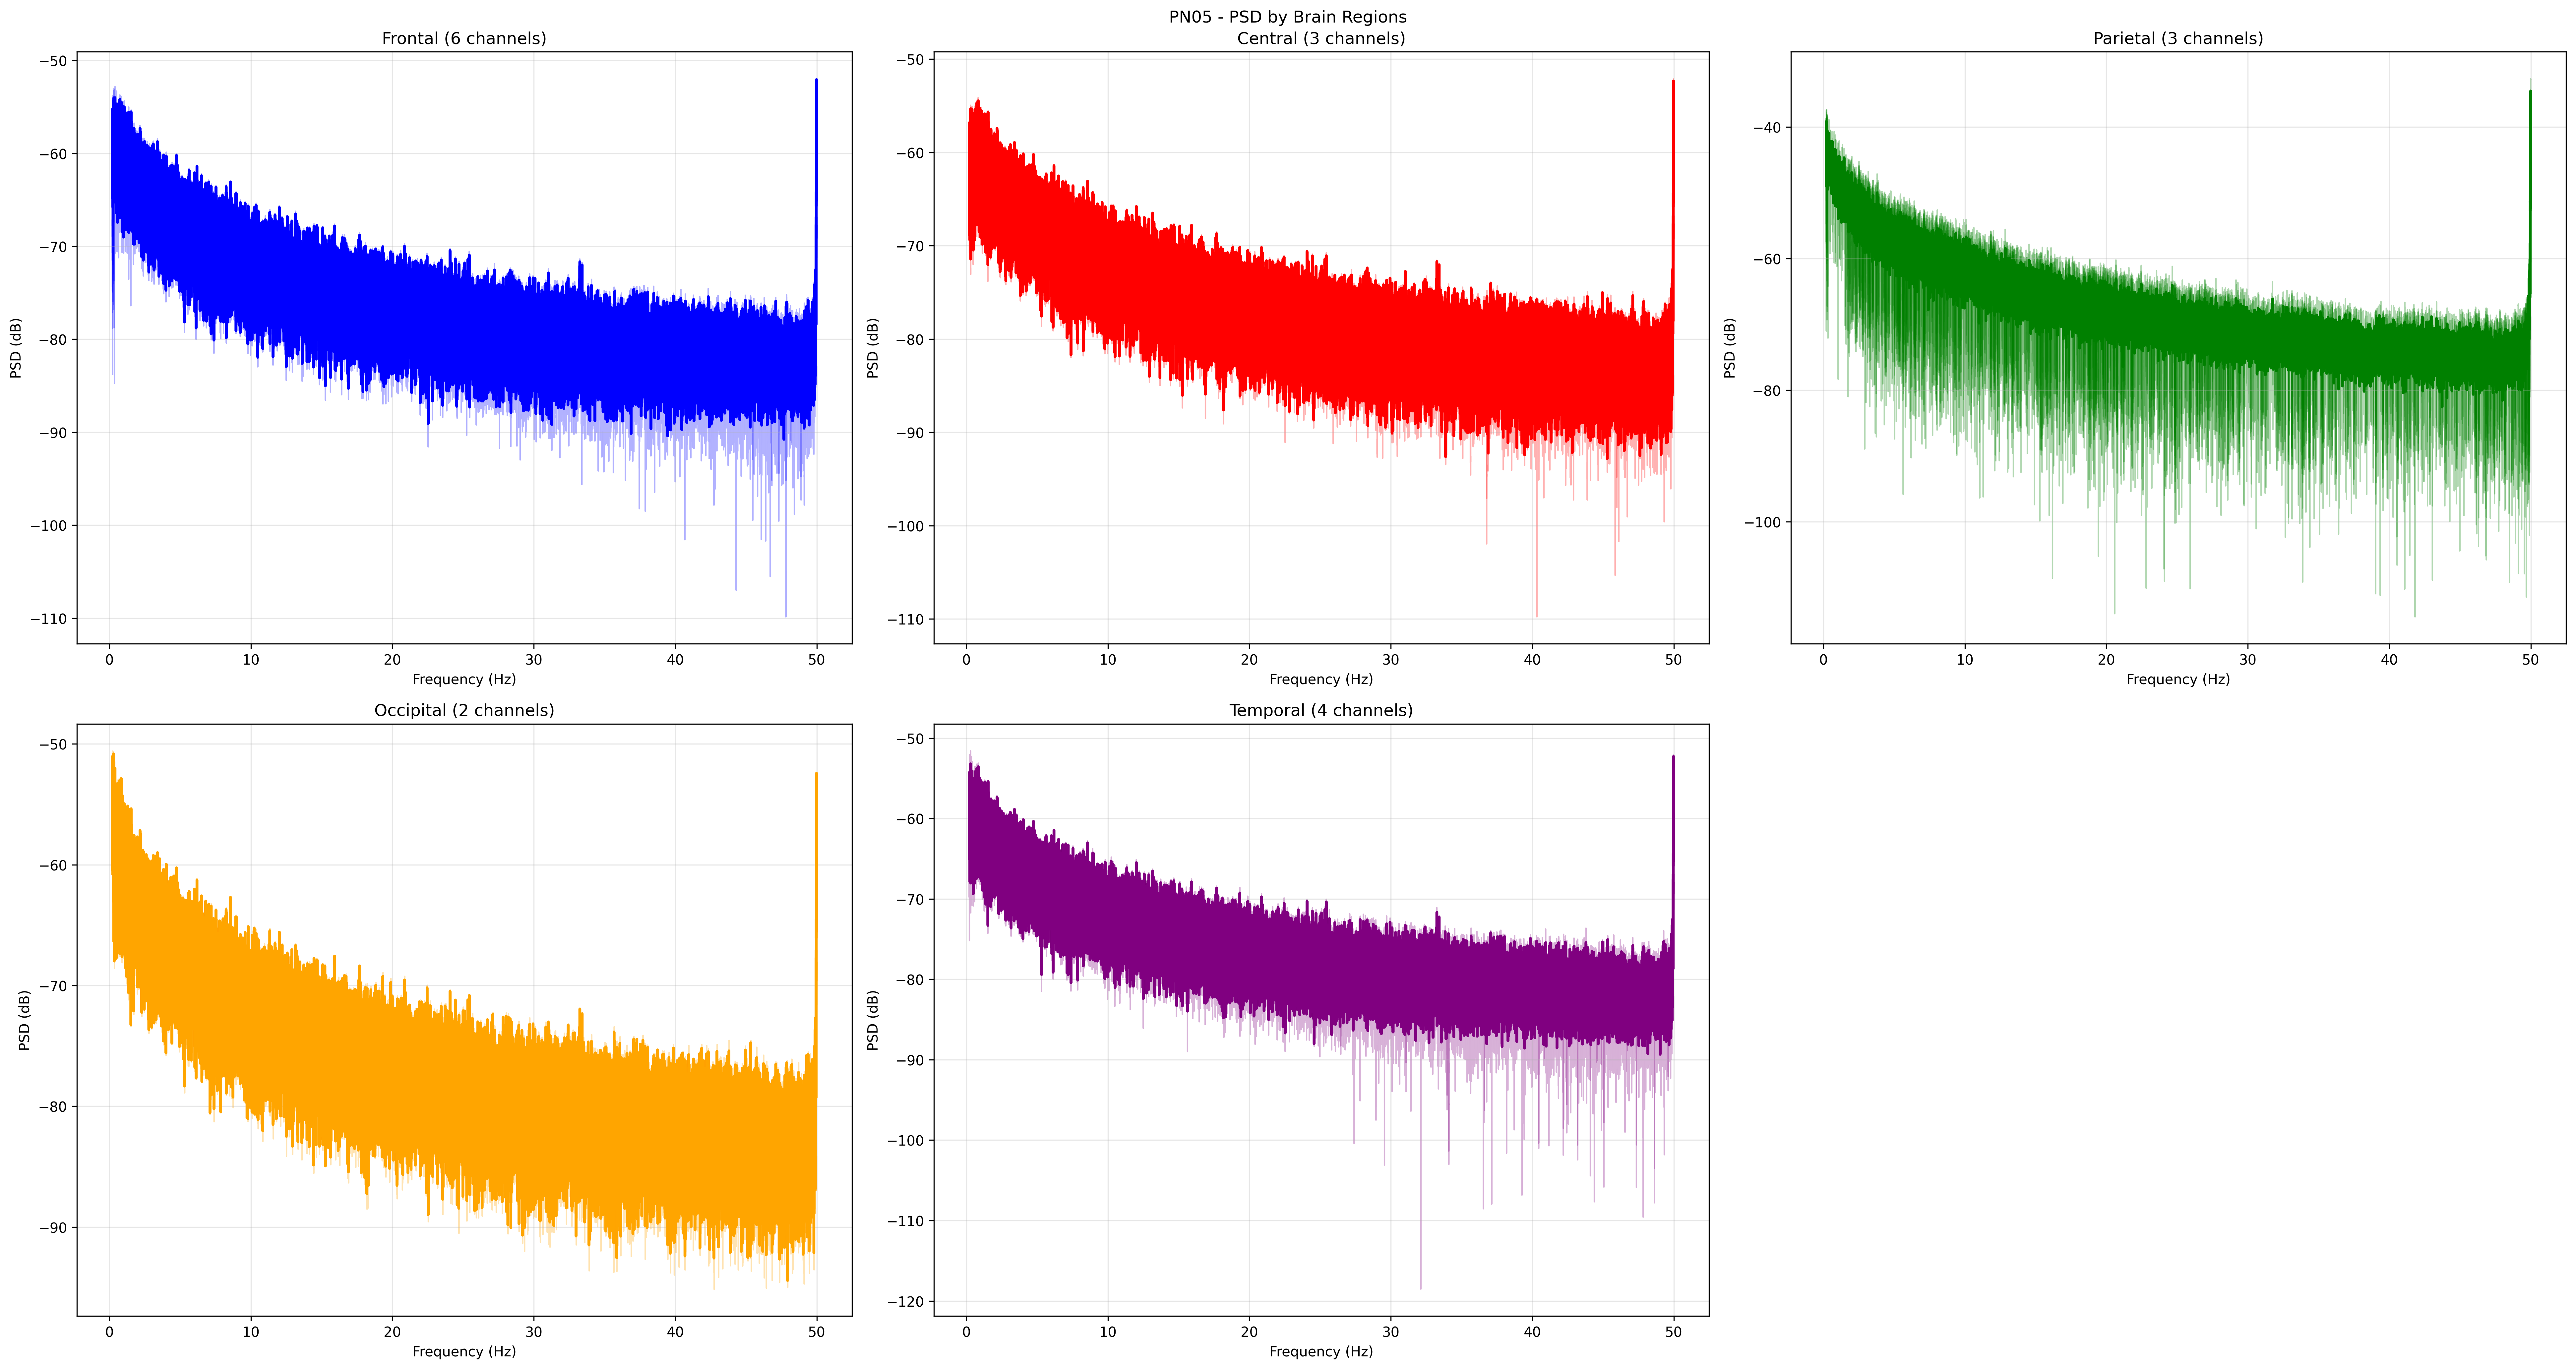 PN05 - PSD by Brain Regions
Frontal (6 channels)
PSD (dB)
−50
−60
−70
−80
−90
−100
−110
0 10 20 30 40 50
Frequency (Hz)
Central (3 channels)
PSD (dB)
−50
−60
−70
−80
−90
−100
−110
0 10 20 30 40 50
Frequency (Hz)
Parietal (3 channels)
PSD (dB)
−40
−60
−80
−100
0 10 20 30 40 50
Frequency (Hz)
Occipital (2 channels)
PSD (dB)
−50
−60
−70
−80
−90
0 10 20 30 40 50
Frequency (Hz)
Temporal (4 channels)
PSD (dB)
−50
−60
−70
−80
−90
−100
−110
−120
0 10 20 30 40 50
Frequency (Hz)